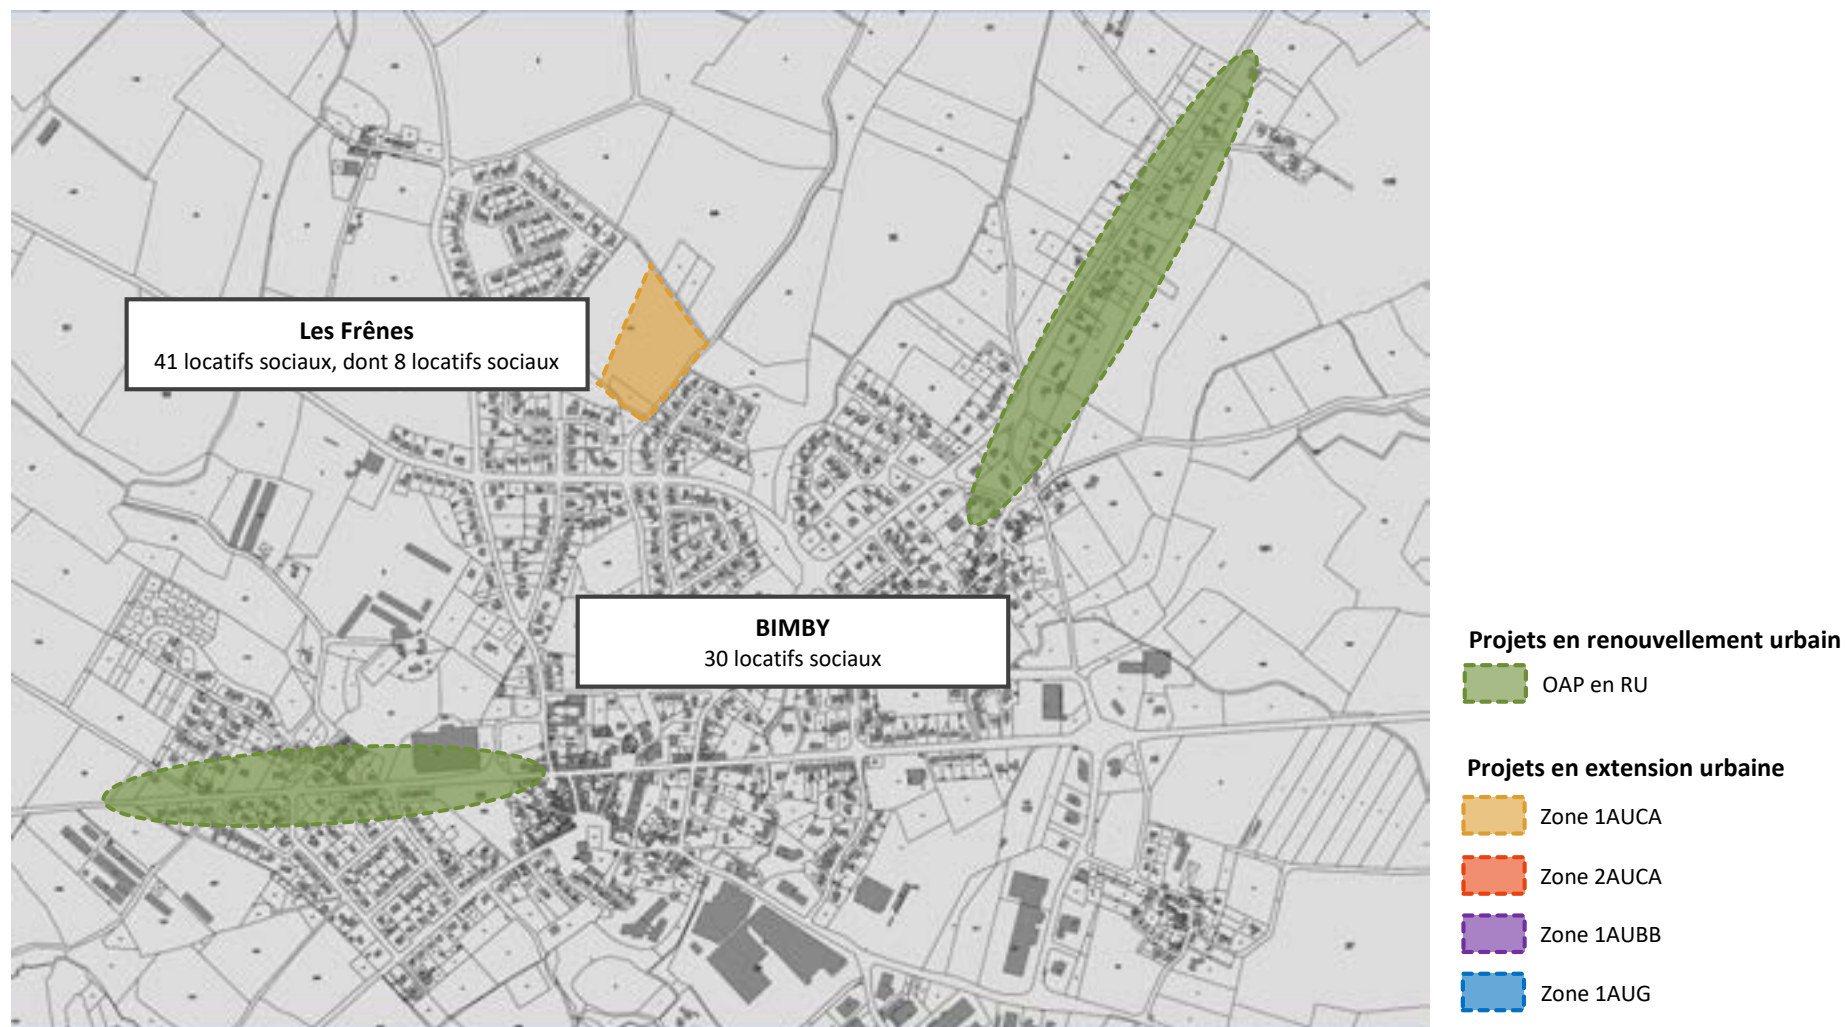 Les Frênes
41 locatifs sociaux, dont 8 locatifs sociaux
BIMBY
30 locatifs sociaux
Projets en renouvellement urbain
OAP en RU
Projets en extension urbaine
Zone 1AUCA
Zone 2AUCA
Zone 1AUBB
Zone 1AUG